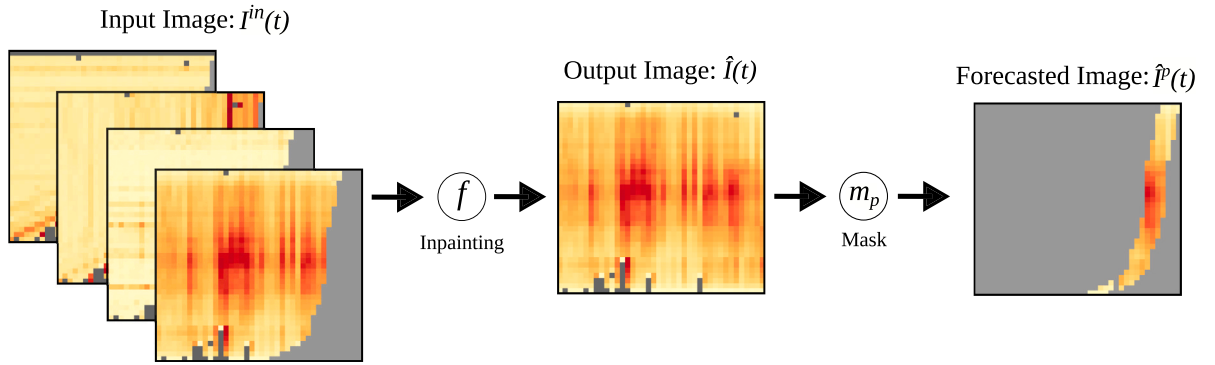 Input Image: I^{in}(t)
Output Image: Î(t)
Forecasted Image: Î^{p}(t)
f
m_p
Inpainting
Mask